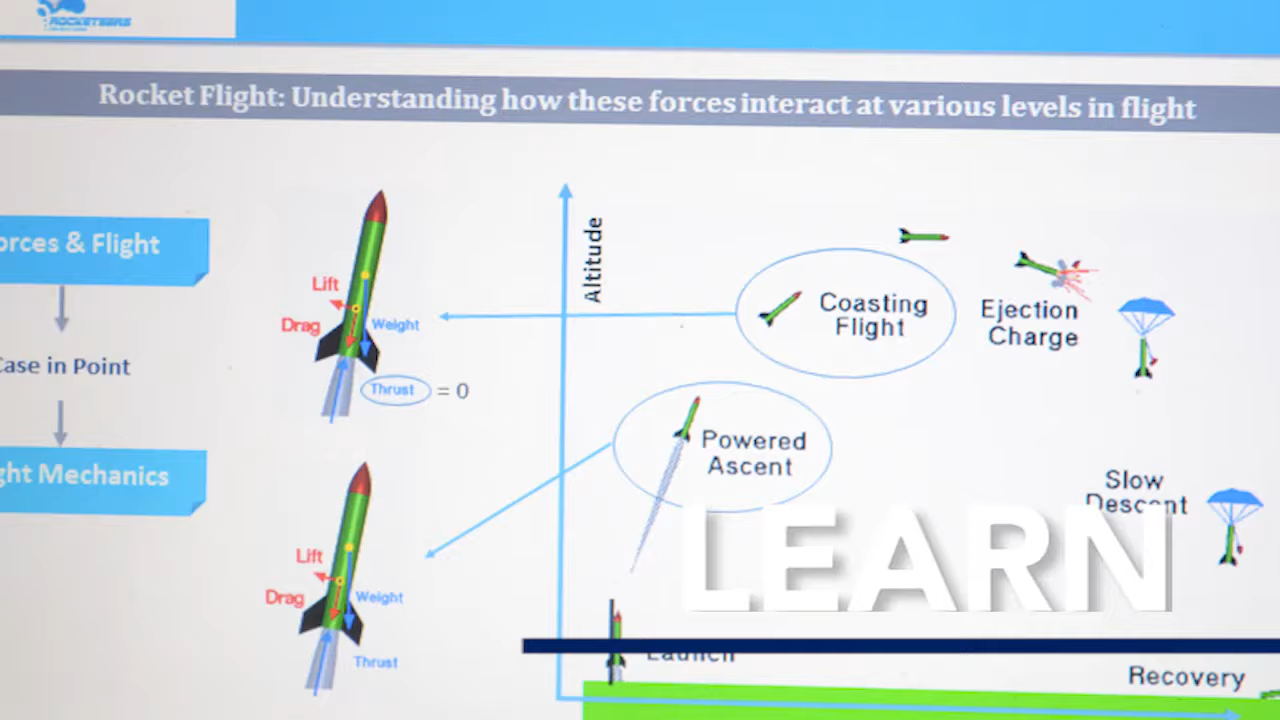 ROCKETEERS
Rocket Flight: Understanding how these forces interact at various levels in flight
orces & Flight
Case in Point
ght Mechanics
Lift
Drag
Weight
Thrust = 0
Lift
Drag
Weight
Thrust
Altitude
Coasting
Flight
Ejection
Charge
Powered
Ascent
Slow
Descent
LEARN
Launch
Recovery